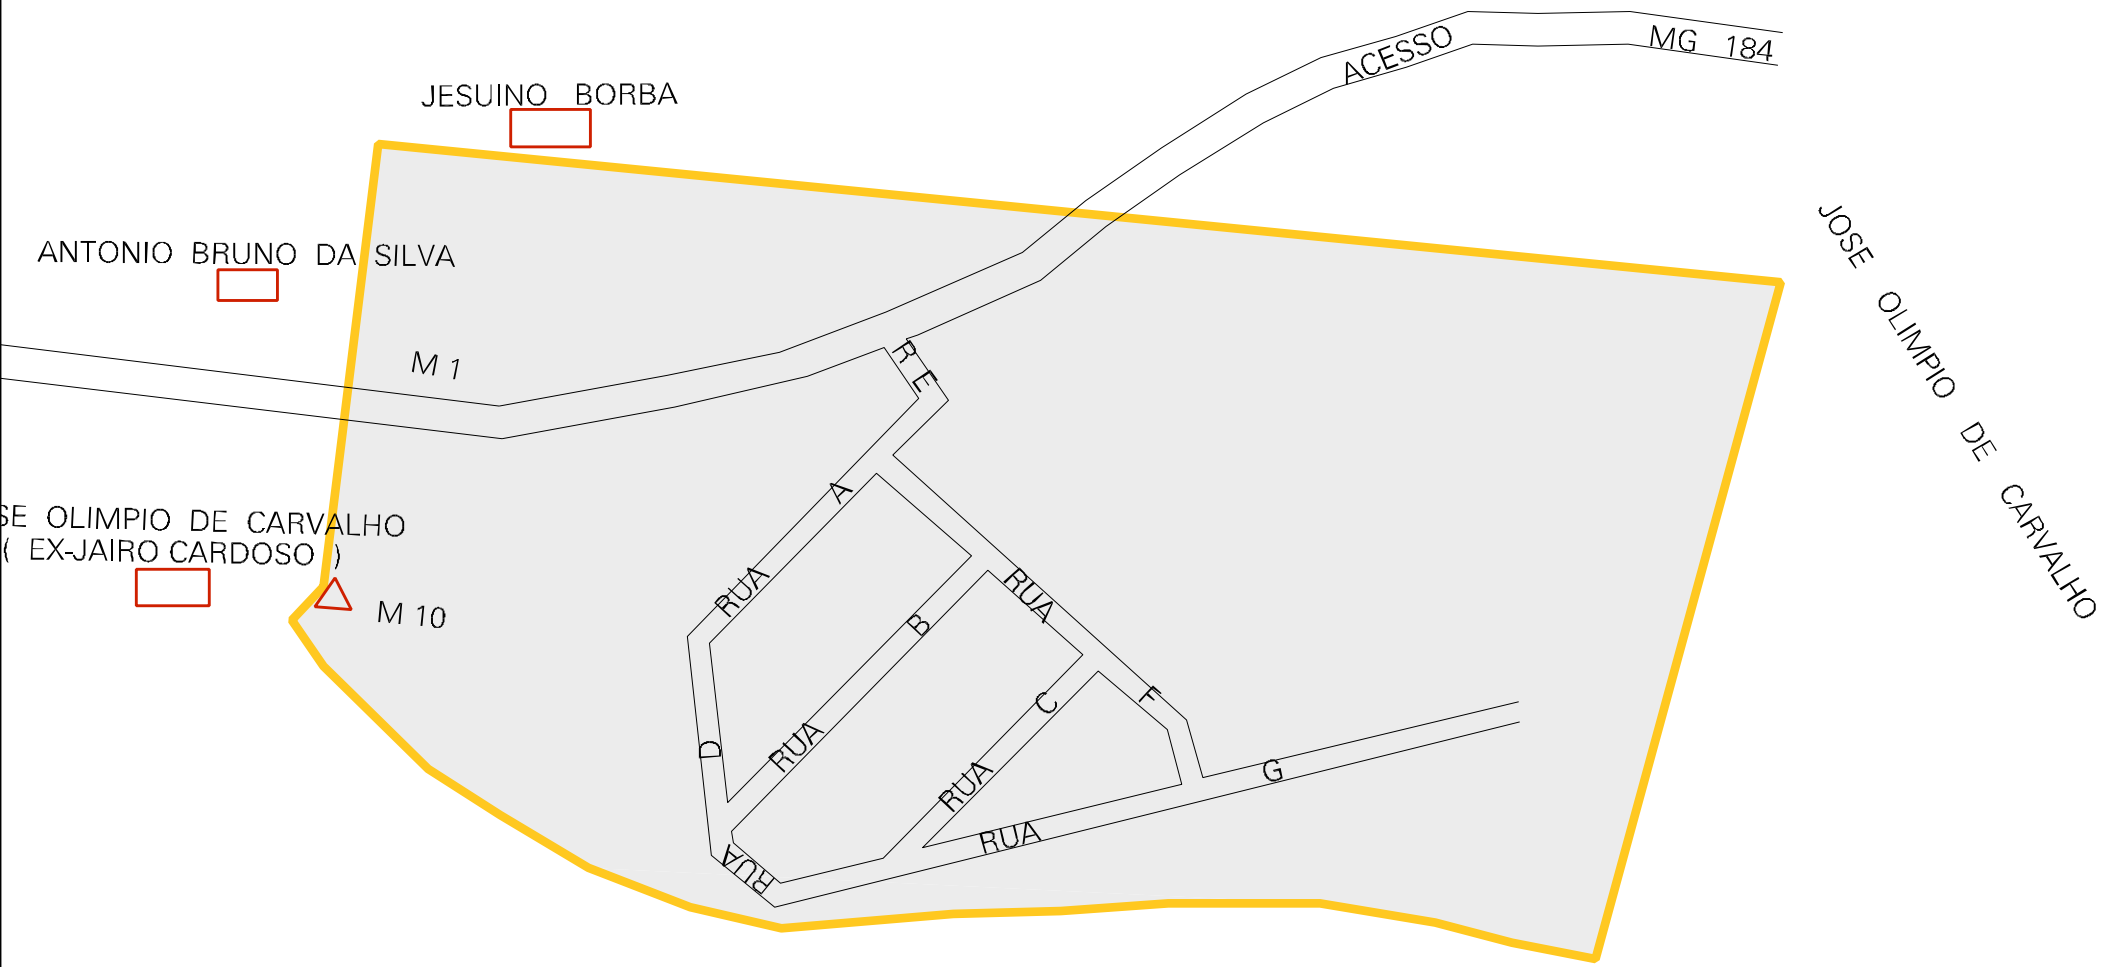 MG 184
ACESSO
JESUINO BORBA
ANTONIO BRUNO DA SILVA
JOSE OLIMPIO DE CARVALHO
M 1
R E
RUA A
SE OLIMPIO DE CARVALHO
( EX-JAIRO CARDOSO )
M 10
RUA B
RUA F
RUA C
RUA D
RUA G